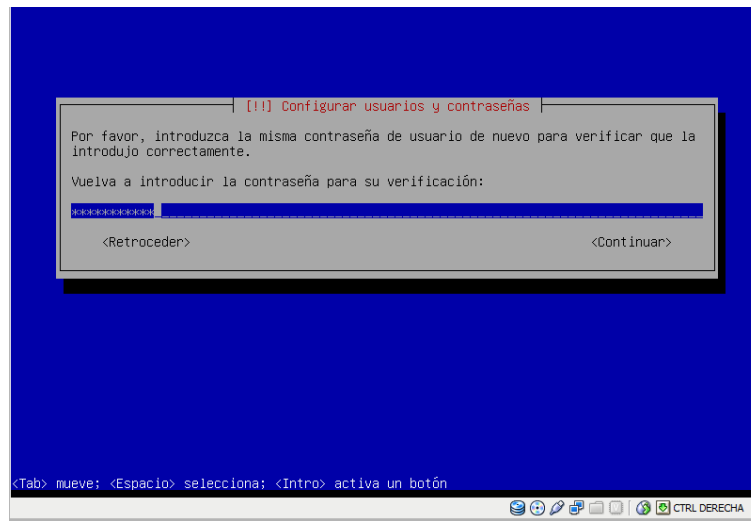 [!!] Configurar usuarios y contraseñas
Por favor, introduzca la misma contraseña de usuario de nuevo para verificar que la
introdujo correctamente.
Vuelva a introducir la contraseña para su verificación:
***********
<Retroceder> <Continuar>
<Tab> mueve; <Espacio> selecciona; <Intro> activa un botón
CTRL DERECHA